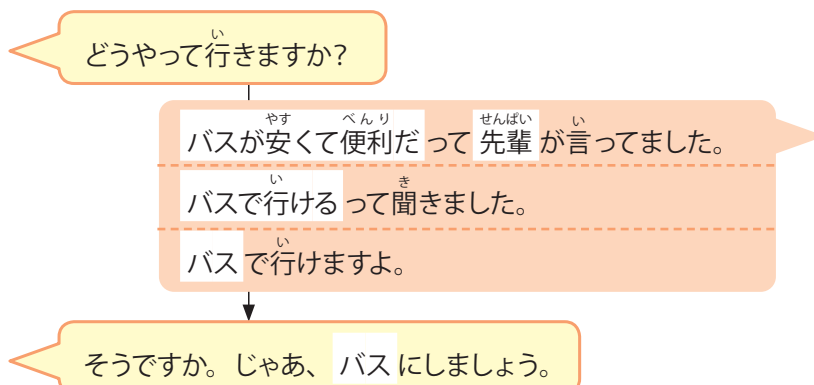 どうやって行きますか？
バスが安くて便利だって先輩が言ってました。
バスで行けるって聞きました。
バスで行けますよ。
そうですか。じゃあ、バスにしましょう。